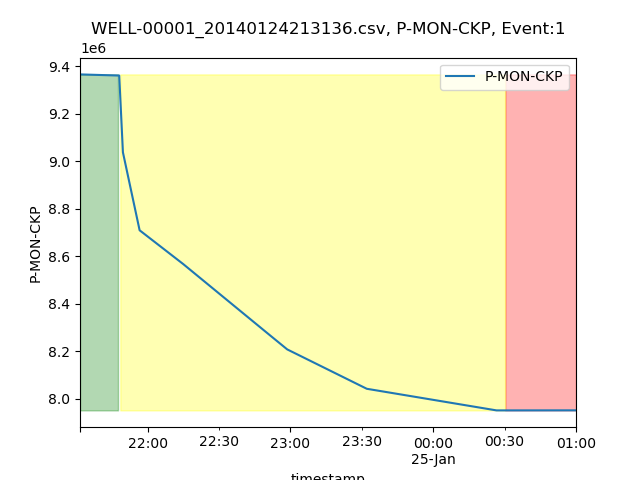 WELL-00001_20140124213136.csv, P-MON-CKP, Event:1
1e6
P-MON-CKP
9.4
9.2
9.0
8.8
8.6
8.4
8.2
8.0
P-MON-CKP
22:00 22:30 23:00 23:30 00:00 00:30 01:00
25-Jan
timestamp